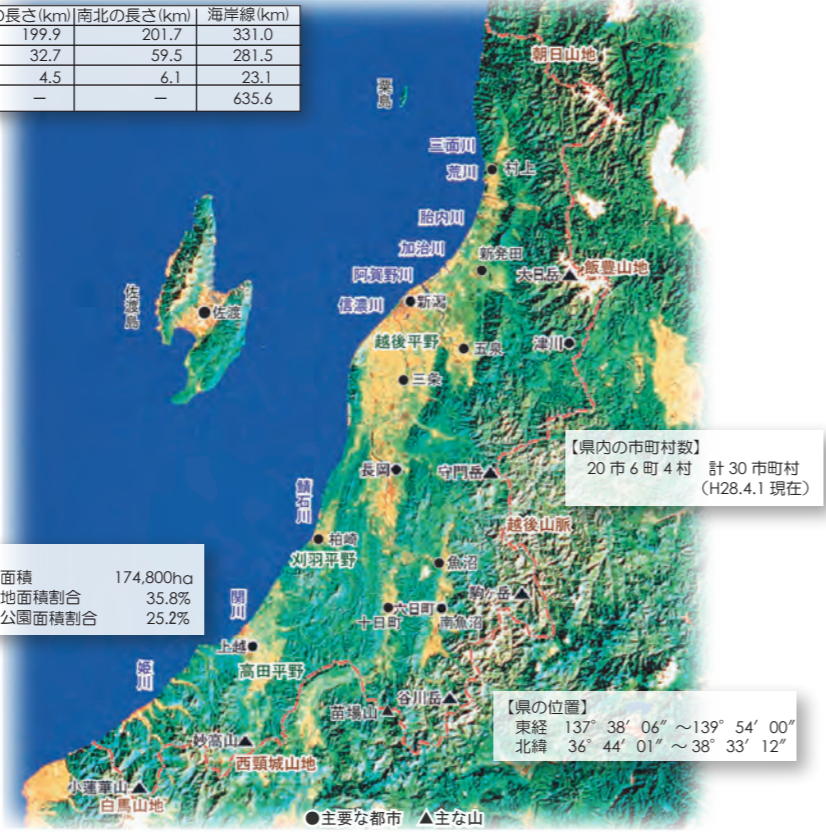 の長さ(km) 南北の長さ(km) 海岸線(km)
199.9 201.7 331.0
32.7 59.5 281.5
4.5 6.1 23.1
－ － 635.6
朝日山地
粟島
三面川
荒川
村上
胎内川
加治川
新発田
阿賀野川
大日岳
飯豊山地
信濃川
新潟
佐渡島
佐渡
越後平野
五泉
津川
三条
【県内の市町村数】
20市6町4村 計30市町村
（H28.4.1現在）
長岡
守門岳
鯖石川
越後山脈
柏崎
刈羽平野
魚沼
面積 174,800ha
地面積割合 35.8%
公園面積割合 25.2%
駒ヶ岳
関川
十日町
六日町
南魚沼
上越
高田平野
姫川
谷川岳
苗場山
【県の位置】
東経 137°38′06″～139°54′00″
北緯 36°44′01″～38°33′12″
妙高山
西頸城山地
小蓮華山
白馬山地
●主要な都市 ▲主な山